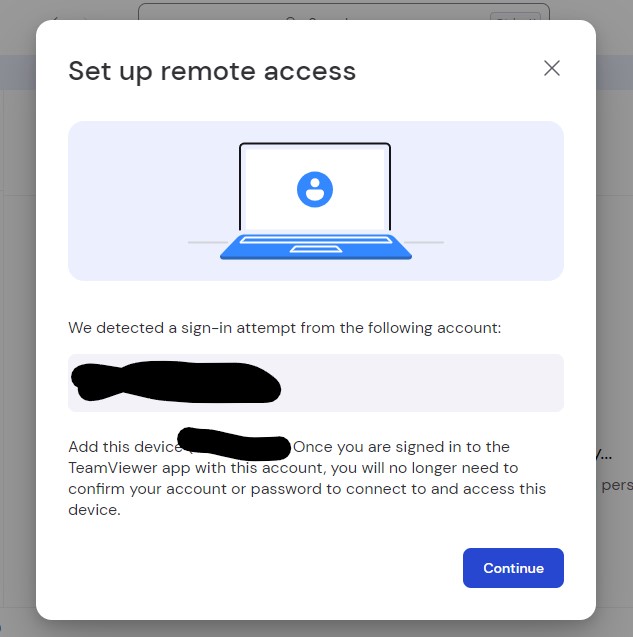 Set up remote access
We detected a sign-in attempt from the following account:
Add this device Once you are signed in to the
TeamViewer app with this account, you will no longer need to
confirm your account or password to connect to and access this
device.
y...
pers
Continue